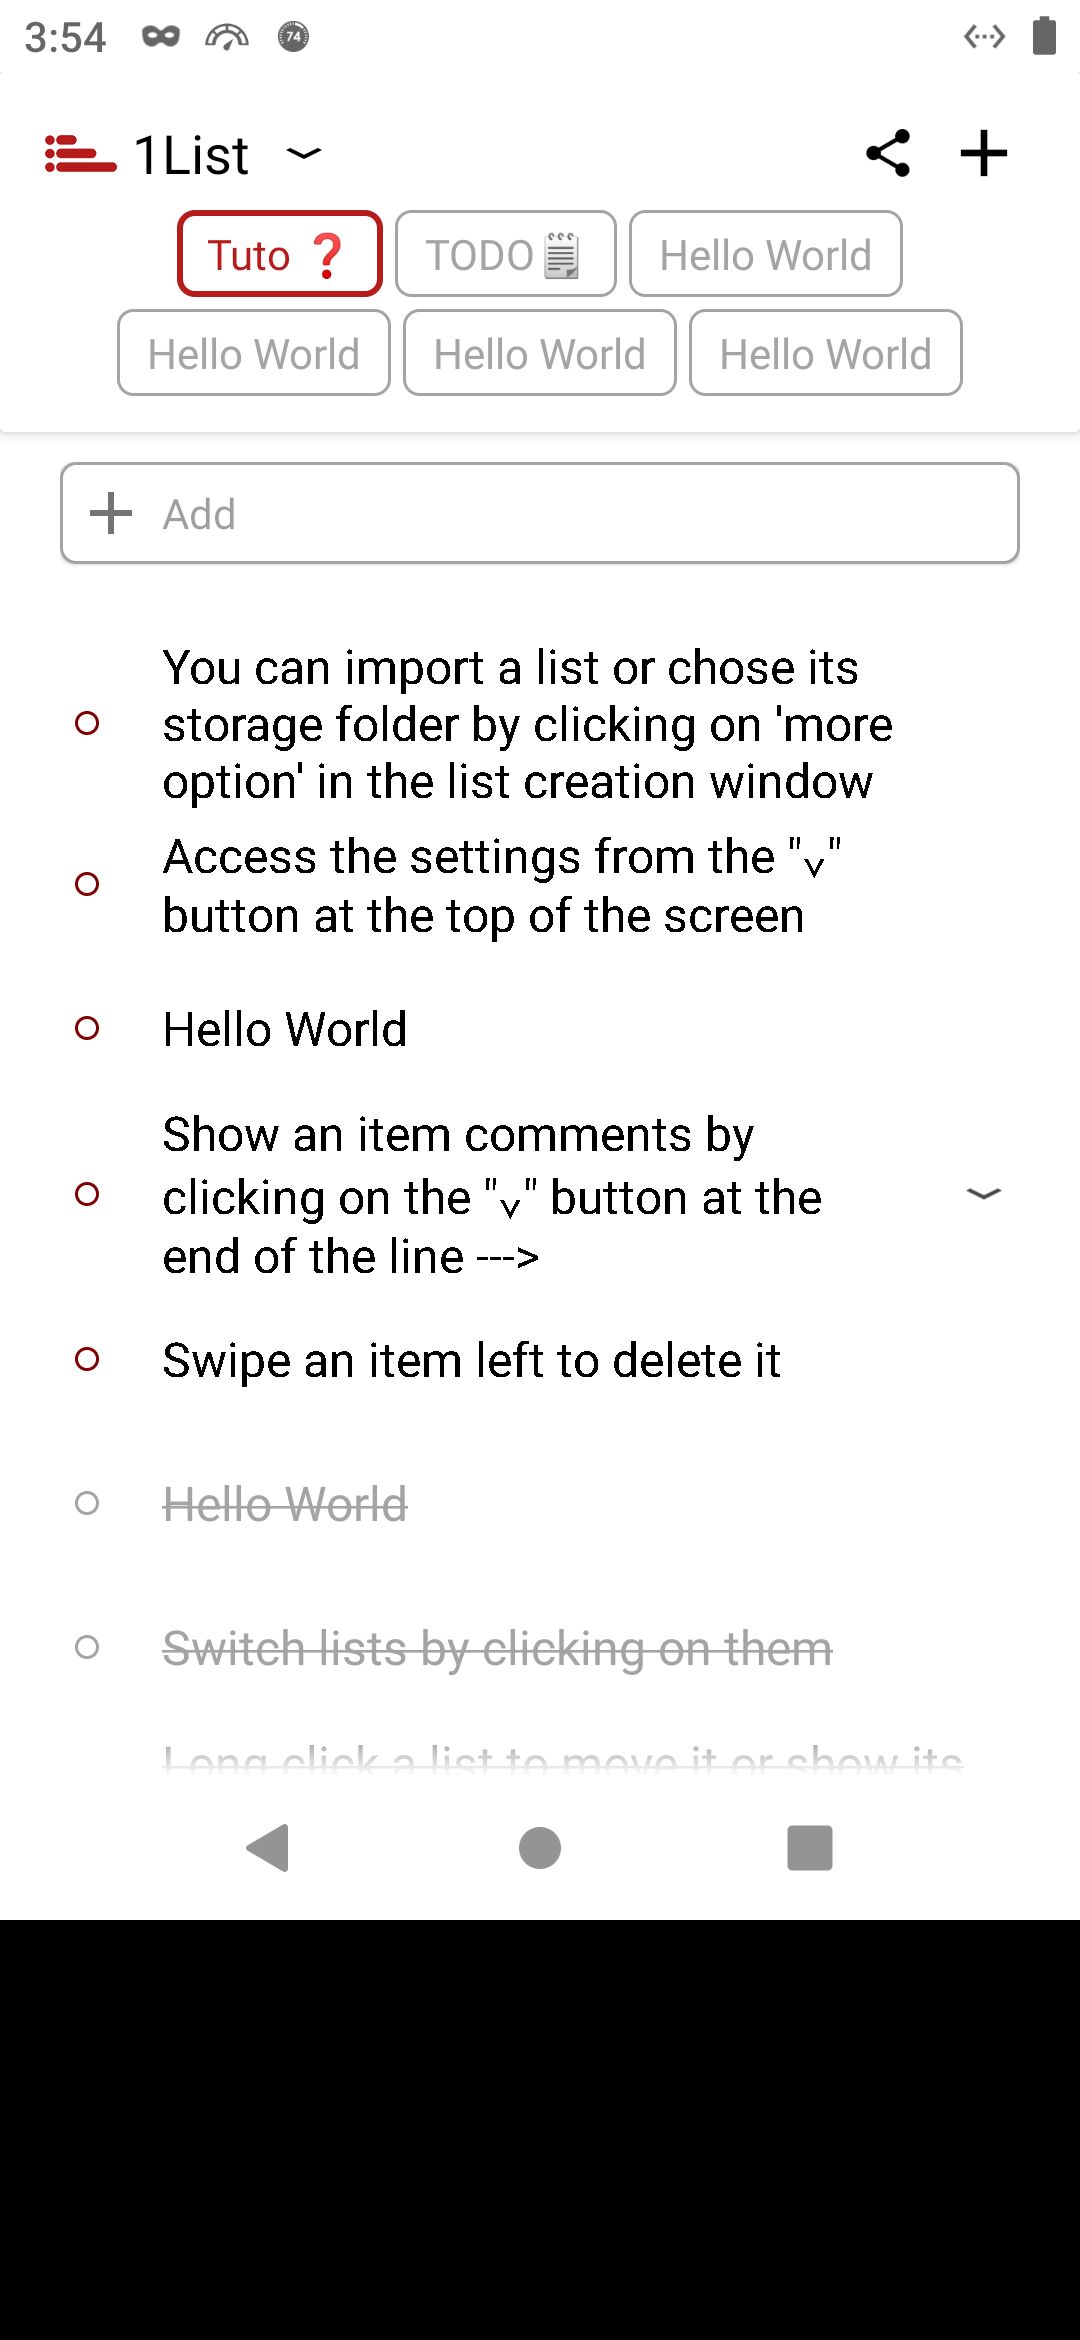 3:54
74
1List
Tuto ❓
TODO🗒
Hello World
Hello World
Hello World
Hello World
Add
You can import a list or chose its
storage folder by clicking on 'more
option' in the list creation window
Access the settings from the "˅"
button at the top of the screen
Hello World
Show an item comments by
clicking on the "˅" button at the
end of the line --->
Swipe an item left to delete it
Hello World
Switch lists by clicking on them
Long click a list to move it or show its